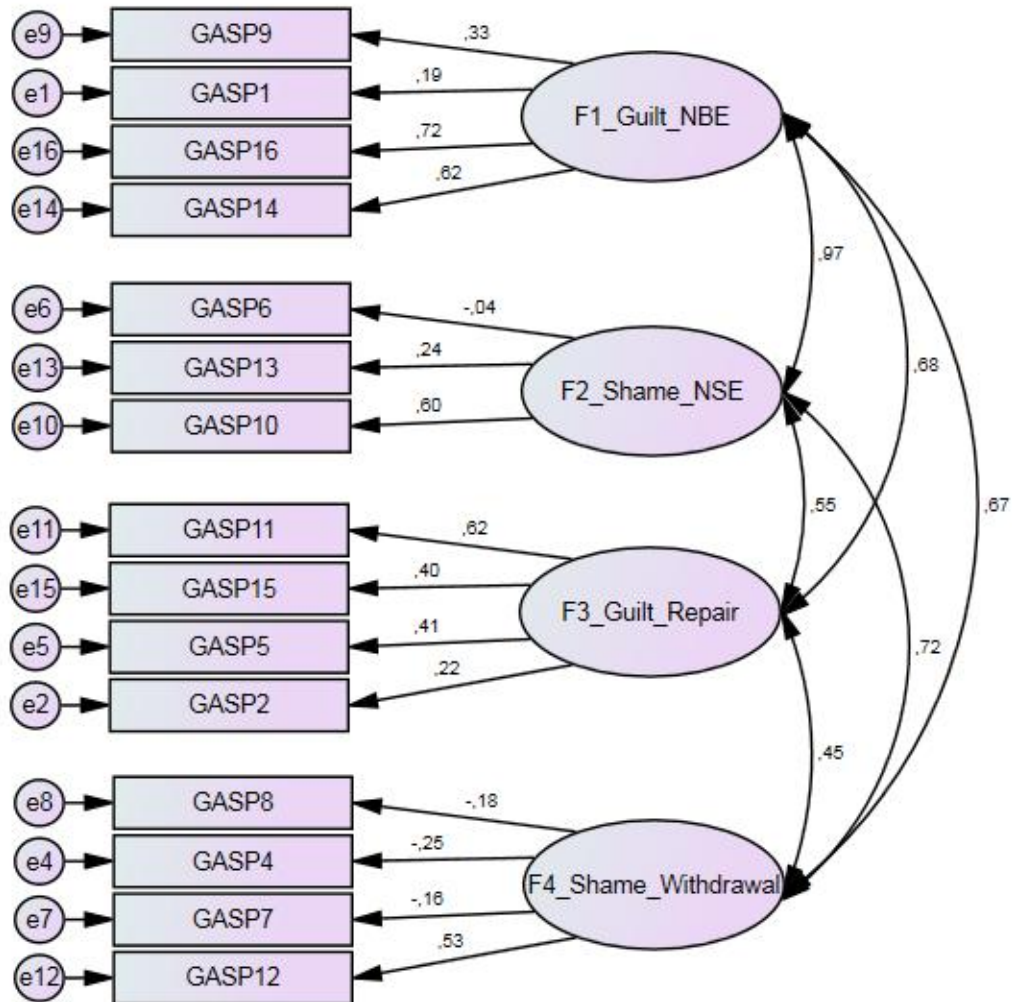 e9 GASP9 ,33
e1 GASP1 ,19 F1_Guilt_NBE
e16 GASP16 ,72
e14 GASP14 ,62
,97
e6 GASP6 -,04
e13 GASP13 ,24 ,68
e10 GASP10 ,60 F2_Shame_NSE
e11 GASP11 ,62 ,55 ,67
e15 GASP15 ,40
e5 GASP5 ,41 F3_Guilt_Repair
e2 GASP2 ,22 ,72
,45
e8 GASP8 -,18
e4 GASP4 -,25 F4_Shame_Withdrawal
e7 GASP7 -,16
e12 GASP12 ,53